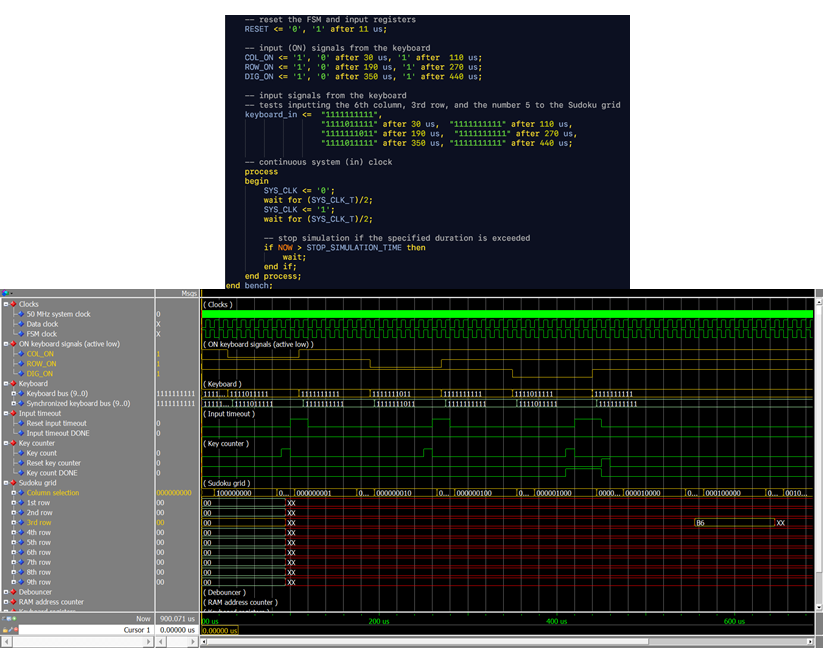 -- reset the FSM and input registers
RESET <= '0', '1' after 11 us;
-- input (ON) signals from the keyboard
COL_ON <= '1', '0' after 30 us, '1' after 110 us;
ROW_ON <= '1', '0' after 190 us, '1' after 270 us;
DIG_ON <= '1', '0' after 350 us, '1' after 440 us;
-- input signals from the keyboard
-- tests inputting the 6th column, 3rd row, and the number 5 to the Sudoku grid
keyboard_in <= "1111111111",
"1111011111" after 30 us, "1111111111" after 110 us,
"1111111011" after 190 us, "1111111111" after 270 us,
"1111011111" after 350 us, "1111111111" after 440 us;
-- continuous system (in) clock
process
begin
SYS_CLK <= '0';
wait for (SYS_CLK_T)/2;
SYS_CLK <= '1';
wait for (SYS_CLK_T)/2;
-- stop simulation if the specified duration is exceeded
if NOW > STOP_SIMULATION_TIME then
wait;
end if;
end process;
end bench;
Msgs
Clocks ( Clocks )
50 MHz system clock 0
Data clock X
FSM clock X
ON keyboard signals (active low) ( ON keyboard signals (active low) )
COL_ON 1
ROW_ON 1
DIG_ON 1
Keyboard ( Keyboard )
Keyboard bus (9..0) 1111111111 1111... 1111011111 1111111111 1111111011 1111111111 1111011111 1111111111
Synchronized keyboard bus (9..0) 1111111111 11111... 1111011111 1111111111 1111111011 1111111111 1111011111 1111111111
Input timeout ( Input timeout )
Reset input timeout 0
Input timeout DONE 0
Key counter ( Key counter )
Key count 0
Reset key counter 0
Key count DONE 0
Sudoku grid ( Sudoku grid )
Column selection 000000000 100000000 0... 000000001 0... 000000010 0... 000000100 0... 000001000 0000... 000010000 0... 000100000 0... 0010...
1st row 00 00 XX
2nd row 00 00 XX
3rd row 00 00 XX B6 XX
4th row 00 00 XX
5th row 00 00 XX
6th row 00 00 XX
7th row 00 00 XX
8th row 00 00 XX
9th row 00 00 XX
Debouncer ( Debouncer )
RAM address counter ( RAM address counter )
Now 900.071 us 00 us 200 us 400 us 600 us
Cursor 1 0.00000 us 0.00000 us